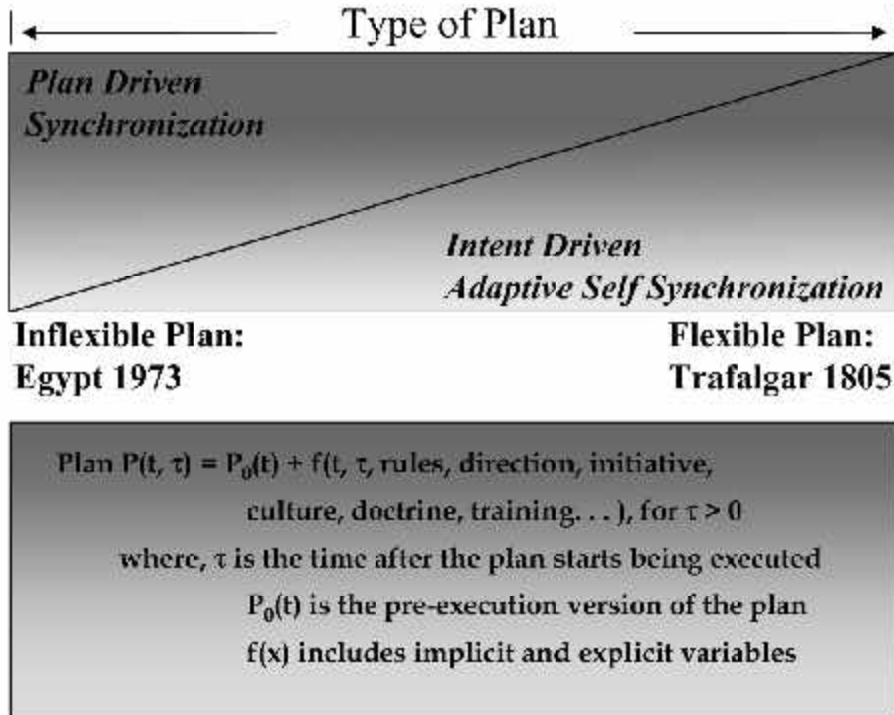 Type of Plan
Plan Driven
Synchronization
Intent Driven
Adaptive Self Synchronization
Inflexible Plan:
Egypt 1973
Flexible Plan:
Trafalgar 1805
Plan P(t, τ) = P₀(t) + f(t, τ, rules, direction, initiative,
culture, doctrine, training. . .), for τ > 0
where, τ is the time after the plan starts being executed
P₀(t) is the pre-execution version of the plan
f(x) includes implicit and explicit variables